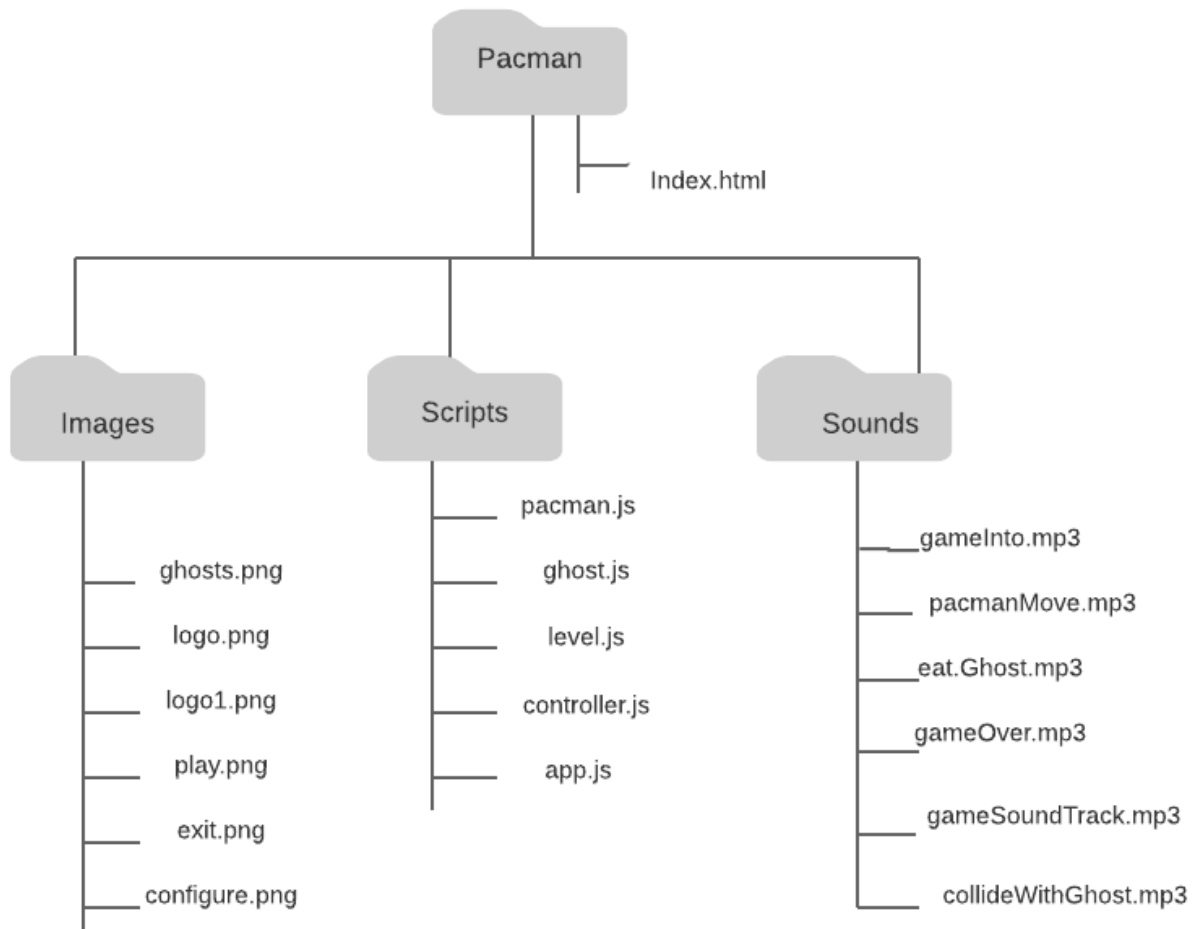 Pacman
Index.html
Images
Scripts
Sounds
ghosts.png
logo.png
logo1.png
play.png
exit.png
configure.png
pacman.js
ghost.js
level.js
controller.js
app.js
gameInto.mp3
pacmanMove.mp3
eat.Ghost.mp3
gameOver.mp3
gameSoundTrack.mp3
collideWithGhost.mp3